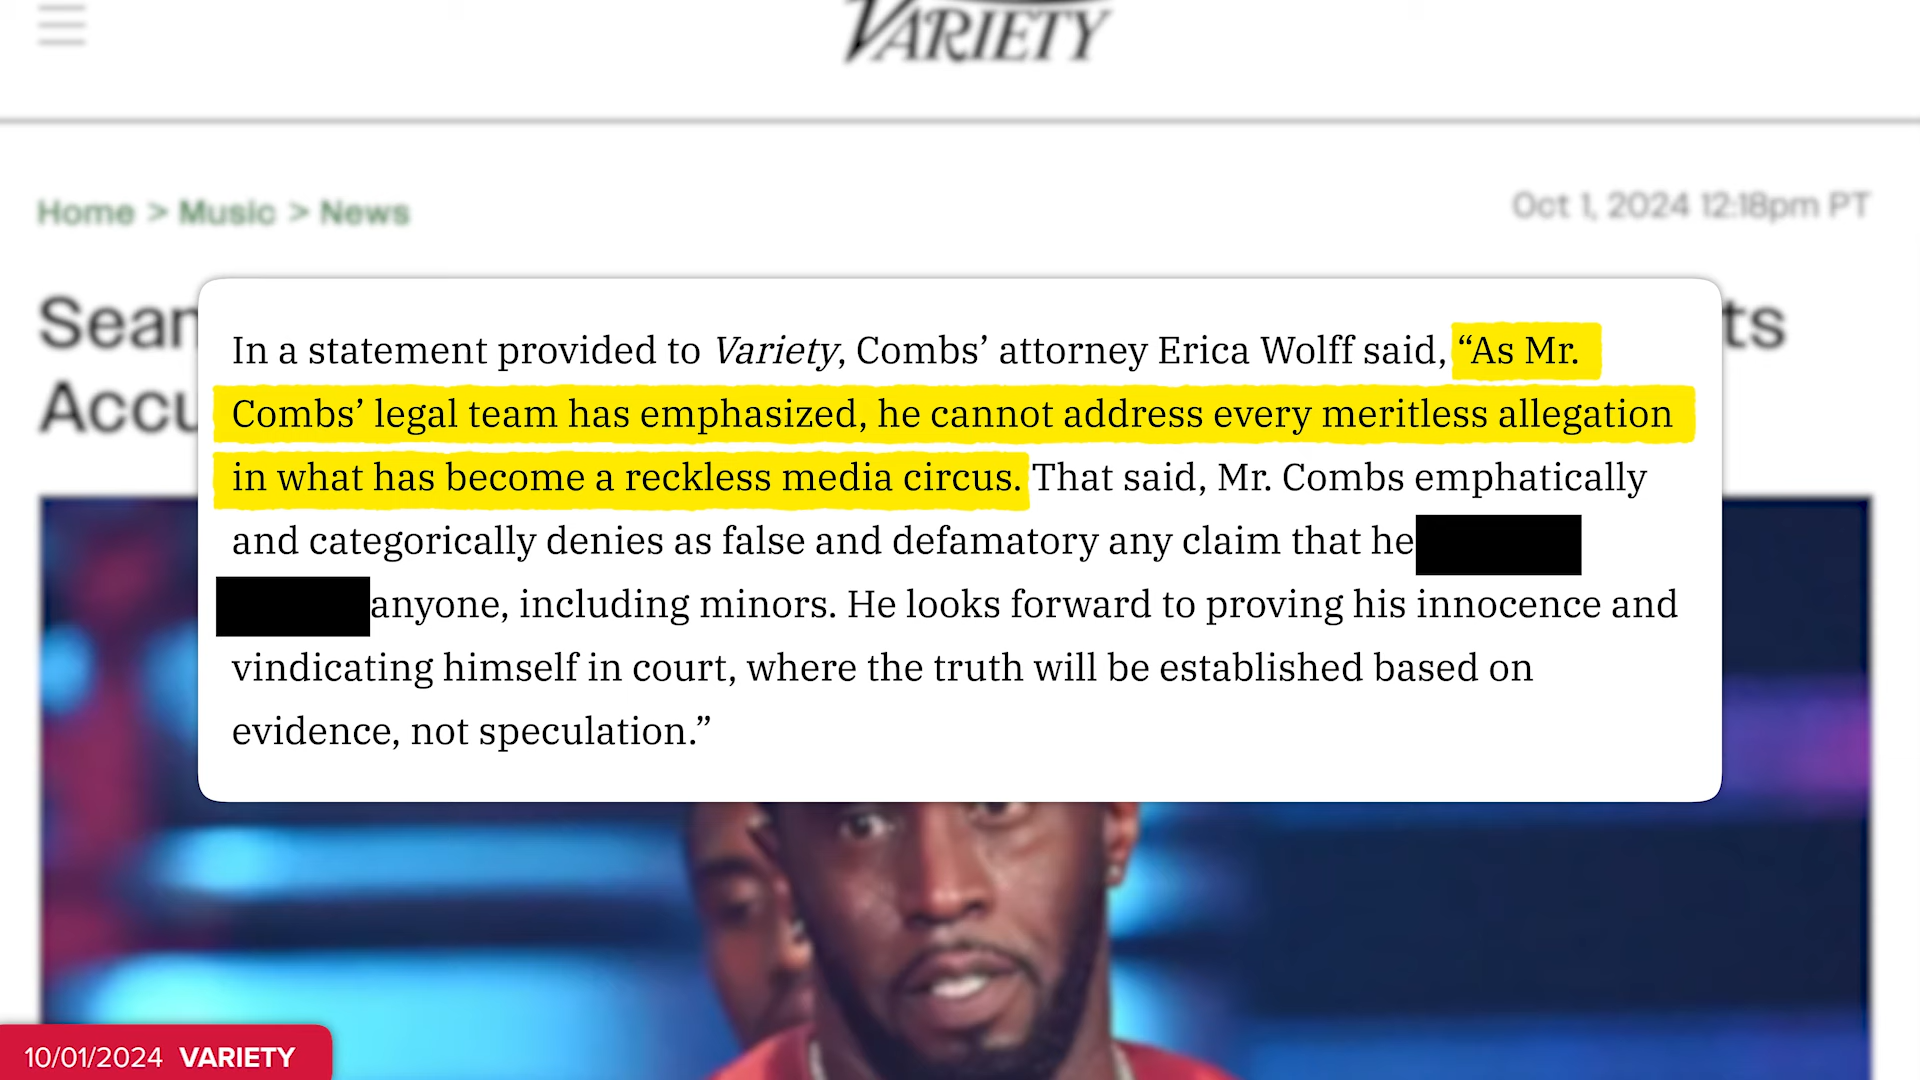 VARIETY
Home > Music > News
Oct 1, 2024 12:18pm PT
In a statement provided to Variety, Combs’ attorney Erica Wolff said, “As Mr.
Combs’ legal team has emphasized, he cannot address every meritless allegation
in what has become a reckless media circus. That said, Mr. Combs emphatically
and categorically denies as false and defamatory any claim that he
anyone, including minors. He looks forward to proving his innocence and
vindicating himself in court, where the truth will be established based on
evidence, not speculation.”
10/01/2024 VARIETY